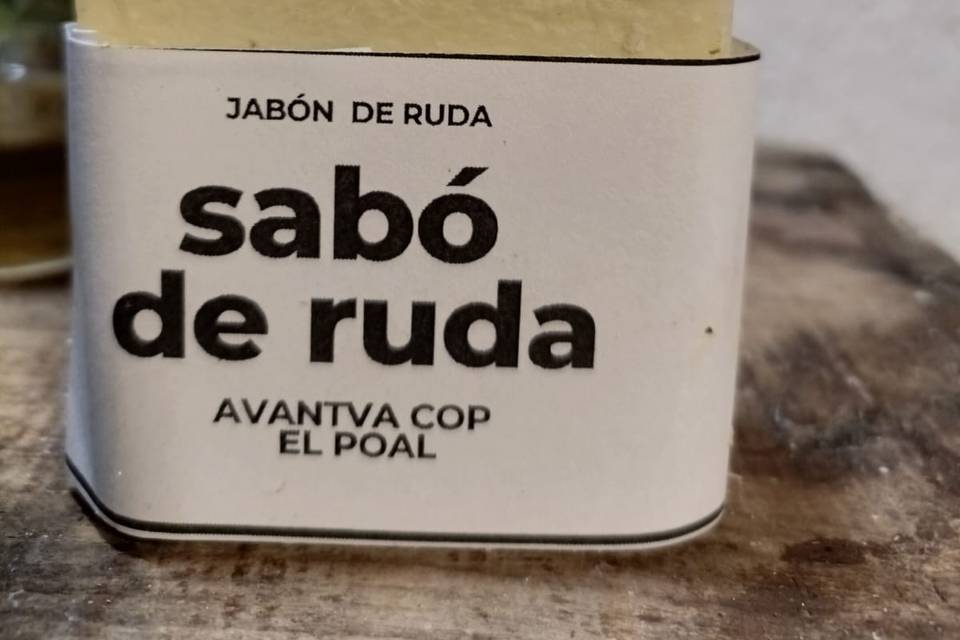 JABÓN DE RUDA
sabó
de ruda
AVANTVA COP
EL POAL